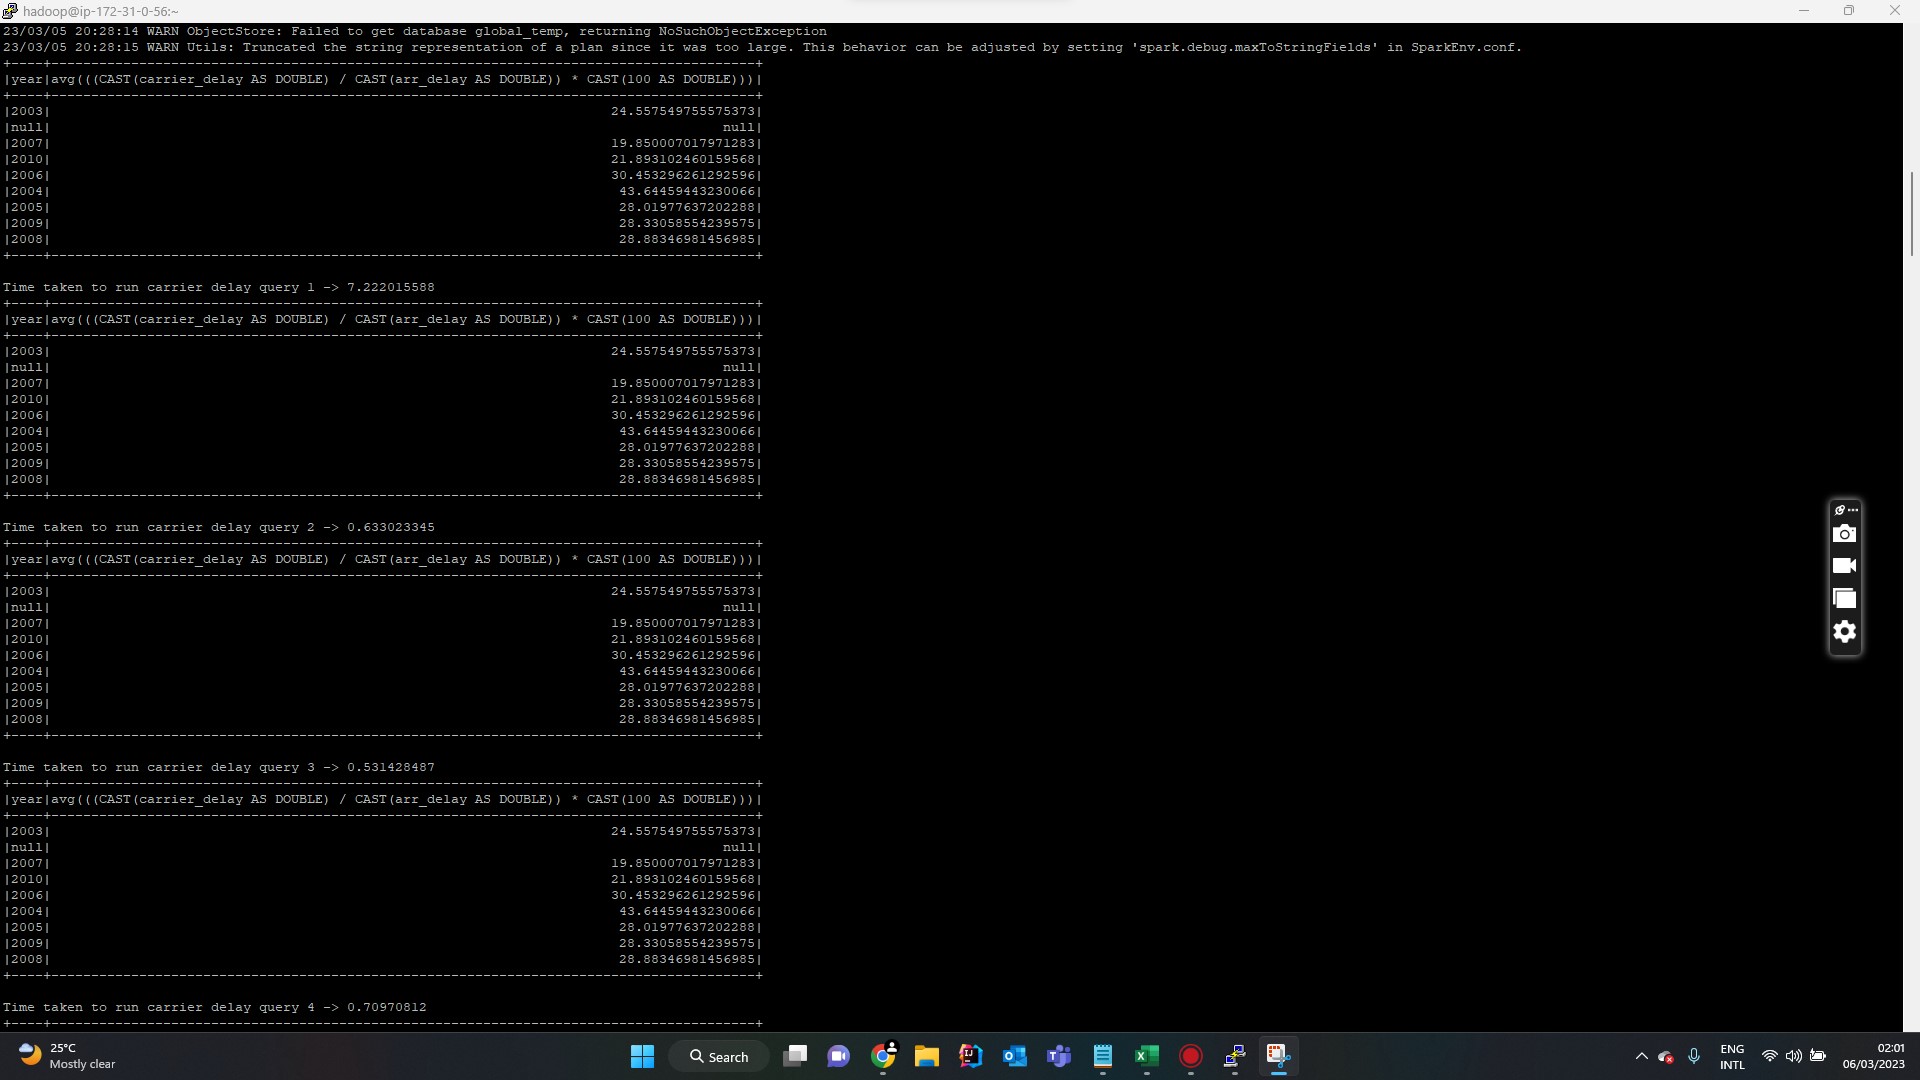 hadoop@ip-172-31-0-56:~
23/03/05 20:28:14 WARN ObjectStore: Failed to get database global_temp, returning NoSuchObjectException
23/03/05 20:28:15 WARN Utils: Truncated the string representation of a plan since it was too large. This behavior can be adjusted by setting 'spark.debug.maxToStringFields' in SparkEnv.conf.
|year|avg(((CAST(carrier_delay AS DOUBLE) / CAST(arr_delay AS DOUBLE)) * CAST(100 AS DOUBLE)))|
|2003| 24.557549755575373|
|null| null|
|2007| 19.850007017971283|
|2010| 21.893102460159568|
|2006| 30.453296261292596|
|2004| 43.64459443230066|
|2005| 28.01977637202288|
|2009| 28.33058554239575|
|2008| 28.88346981456985|
Time taken to run carrier delay query 1 -> 7.222015588
|year|avg(((CAST(carrier_delay AS DOUBLE) / CAST(arr_delay AS DOUBLE)) * CAST(100 AS DOUBLE)))|
|2003| 24.557549755575373|
|null| null|
|2007| 19.850007017971283|
|2010| 21.893102460159568|
|2006| 30.453296261292596|
|2004| 43.64459443230066|
|2005| 28.01977637202288|
|2009| 28.33058554239575|
|2008| 28.88346981456985|
Time taken to run carrier delay query 2 -> 0.633023345
|year|avg(((CAST(carrier_delay AS DOUBLE) / CAST(arr_delay AS DOUBLE)) * CAST(100 AS DOUBLE)))|
|2003| 24.557549755575373|
|null| null|
|2007| 19.850007017971283|
|2010| 21.893102460159568|
|2006| 30.453296261292596|
|2004| 43.64459443230066|
|2005| 28.01977637202288|
|2009| 28.33058554239575|
|2008| 28.88346981456985|
Time taken to run carrier delay query 3 -> 0.531428487
|year|avg(((CAST(carrier_delay AS DOUBLE) / CAST(arr_delay AS DOUBLE)) * CAST(100 AS DOUBLE)))|
|2003| 24.557549755575373|
|null| null|
|2007| 19.850007017971283|
|2010| 21.893102460159568|
|2006| 30.453296261292596|
|2004| 43.64459443230066|
|2005| 28.01977637202288|
|2009| 28.33058554239575|
|2008| 28.88346981456985|
Time taken to run carrier delay query 4 -> 0.70970812
25°C
Mostly clear
Search
ENG
INTL
02:01
06/03/2023